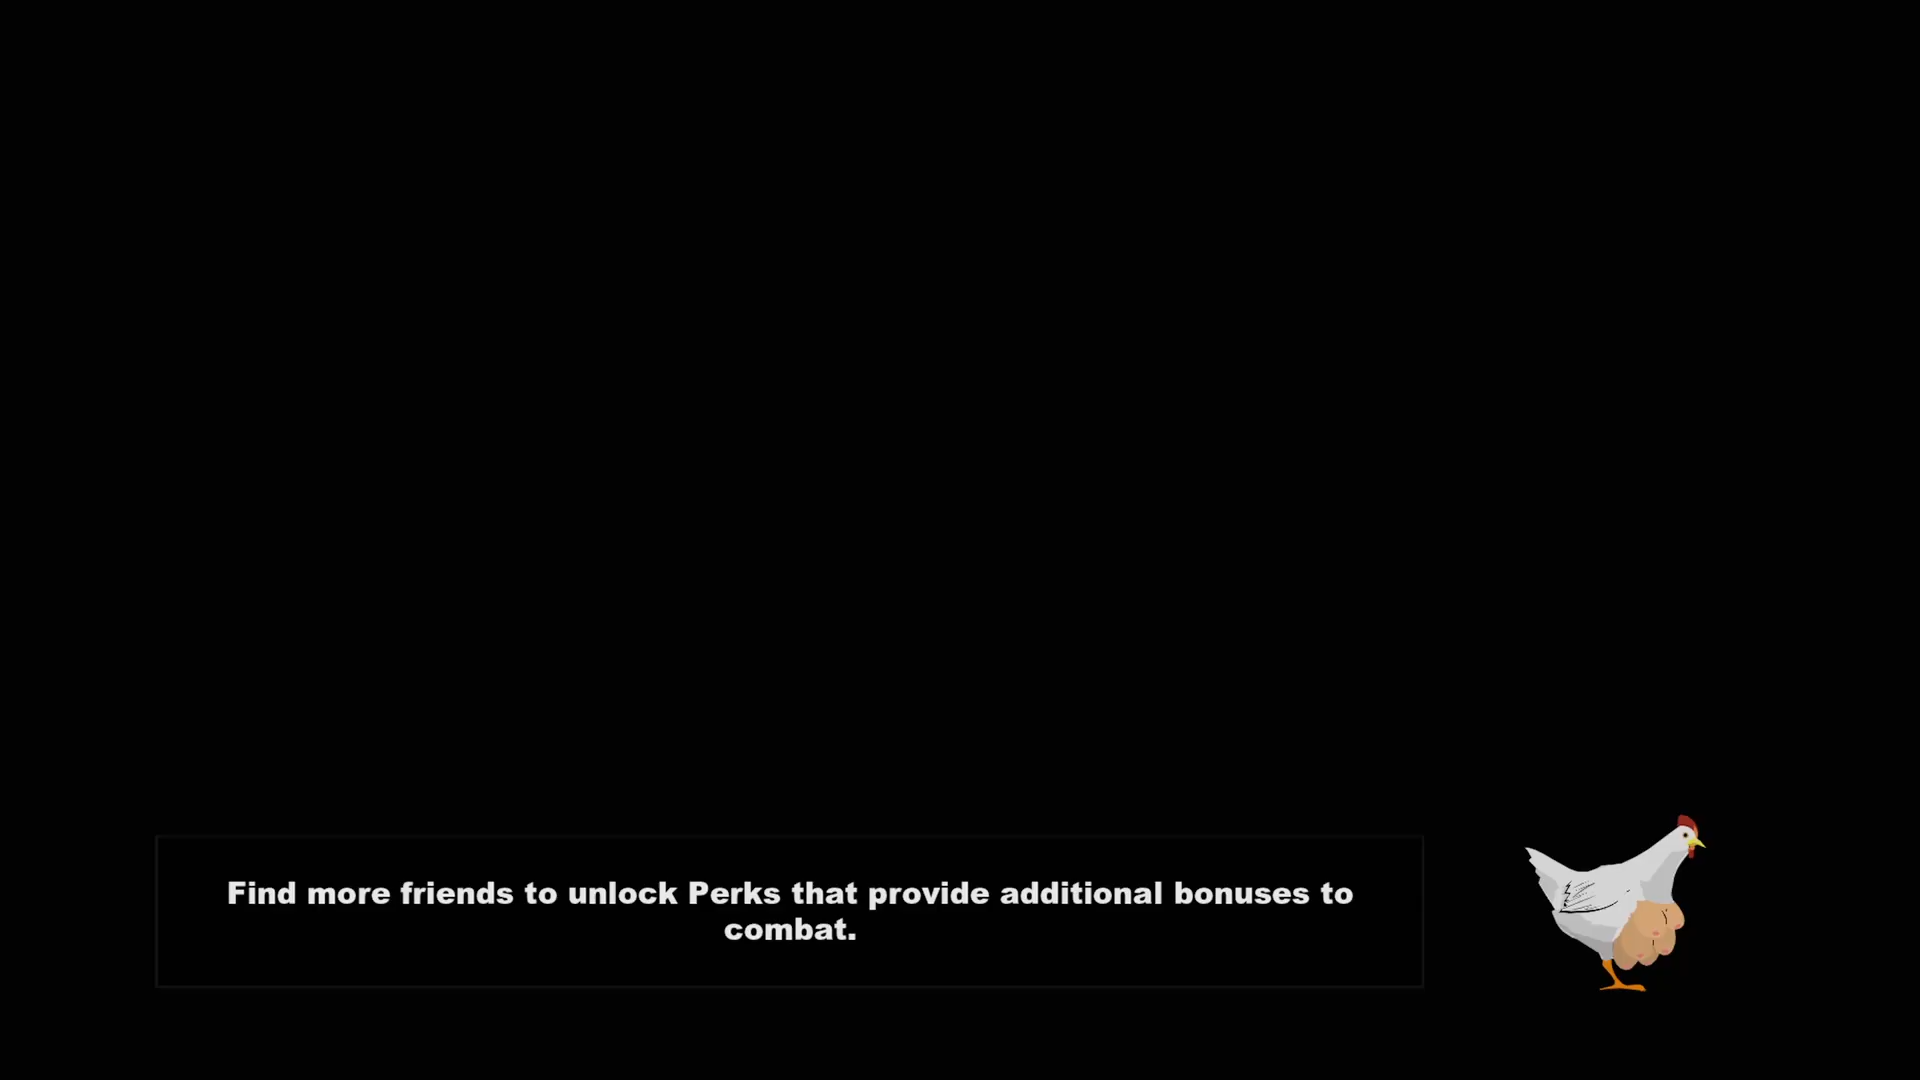 Find more friends to unlock Perks that provide additional bonuses to
combat.